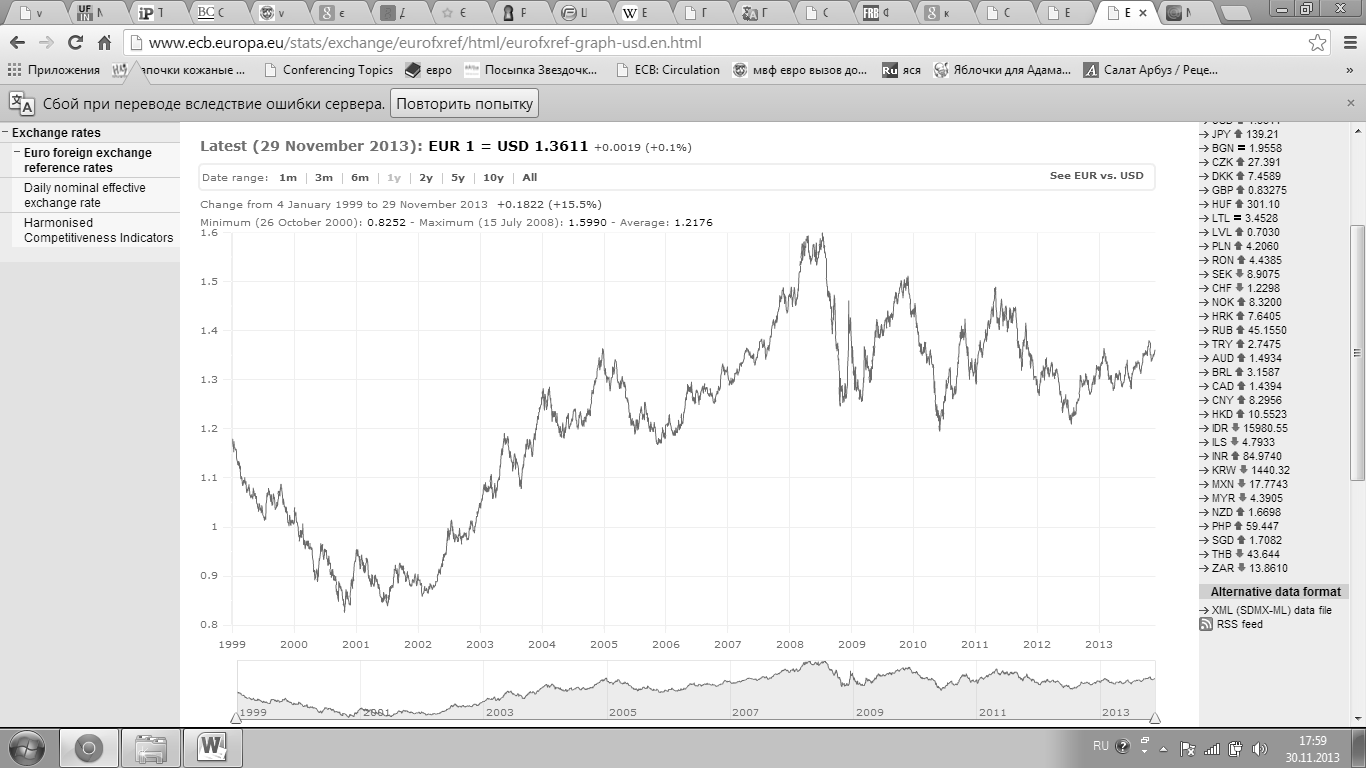 v
M
T
C
v
є
Д
Є
P
Ц
E
Г
Г
C
Ф
к
C
E
E
М
www.ecb.europa.eu/stats/exchange/eurofxref/html/eurofxref-graph-usd.en.html
Приложения
апочки кожаные ...
Conferencing Topics
евро
Посыпка Звездочк...
ECB: Circulation
мвф евро вызов до...
яся
Яблочки для Адама...
Салат Арбуз / Реце...
»
Сбой при переводе вследствие ошибки сервера. Повторить попытку
Exchange rates
Euro foreign exchange
reference rates
Daily nominal effective
exchange rate
Harmonised
Competitiveness Indicators
Latest (29 November 2013): EUR 1 = USD 1.3611 +0.0019 (+0.1%)
Date range: 1m | 3m | 6m | 1y | 2y | 5y | 10y | All
See EUR vs. USD
Change from 4 January 1999 to 29 November 2013 +0.1822 (+15.5%)
Minimum (26 October 2000): 0.8252 - Maximum (15 July 2008): 1.5990 - Average: 1.2176
1.6
1.5
1.4
1.3
1.2
1.1
1
0.9
0.8
1999 2000 2001 2002 2003 2004 2005 2006 2007 2008 2009 2010 2011 2012 2013
1999 2001 2003 2005 2007 2009 2011 2013
JPY 139.21
BGN = 1.9558
CZK 27.391
DKK 7.4589
GBP 0.83275
HUF 301.10
LTL = 3.4528
LVL 0.7030
PLN 4.2060
RON 4.4385
SEK 8.9075
CHF 1.2298
NOK 8.3200
HRK 7.6405
RUB 45.1550
TRY 2.7475
AUD 1.4934
BRL 3.1587
CAD 1.4394
CNY 8.2956
HKD 10.5523
IDR 15980.55
ILS 4.7933
INR 84.9740
KRW 1440.32
MXN 17.7743
MYR 4.3905
NZD 1.6698
PHP 59.447
SGD 1.7082
THB 43.644
ZAR 13.8610
Alternative data format
XML (SDMX-ML) data file
RSS feed
RU
17:59
30.11.2013